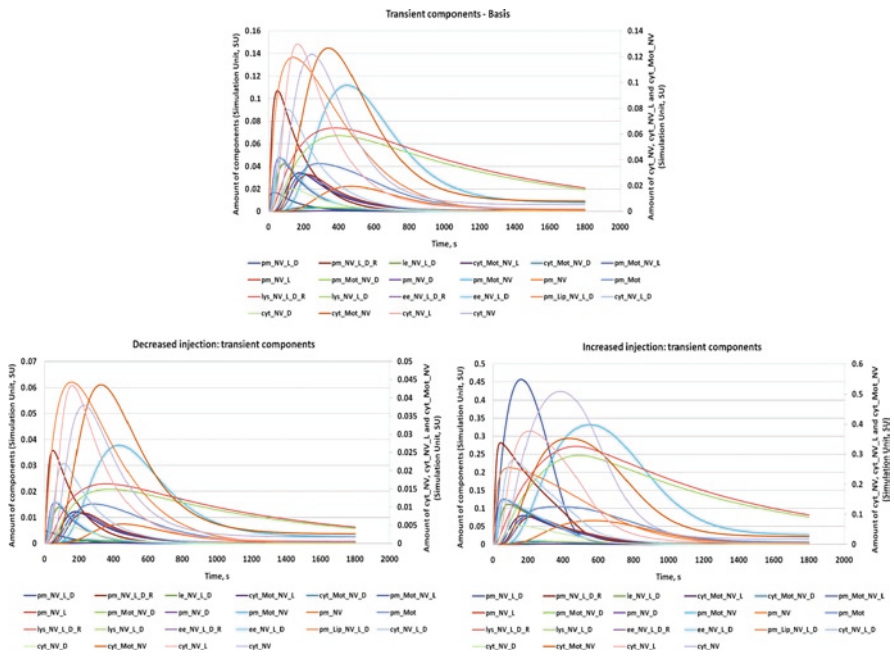 Transient components - Basis
Amount of components (Simulation Unit, SU)
0.16
0.14
0.12
0.1
0.08
0.06
0.04
0.02
0
0.14
0.12
0.1
0.08
0.06
0.04
0.02
0
Amount of cyt_NV, cyt_NV_L and cyt_Mot_NV
(Simulation Unit, SU)
0 200 400 600 800 1000 1200 1400 1600 1800 2000
Time, s
pm_NV_L_D pm_NV_L_D_R le_NV_L_D cyt_Mot_NV_L cyt_Mot_NV_D pm_Mot_NV_L
pm_NV_L pm_Mot_NV_D pm_NV_D pm_Mot_NV pm_NV pm_Mot
lys_NV_L_D_R lys_NV_L_D ee_NV_L_D_R ee_NV_L_D pm_Lip_NV_L_D cyt_NV_L_D
cyt_NV_D cyt_Mot_NV cyt_NV_L cyt_NV
Decreased injection: transient components
Amount of components (Simulation Unit, SU)
0.07
0.06
0.05
0.04
0.03
0.02
0.01
0
0.05
0.045
0.04
0.035
0.03
0.025
0.02
0.015
0.01
0.005
0
Amount of cyt_NV, cyt_NV_L and cyt_Mot_NV
(Simulation Unit, SU)
0 200 400 600 800 1000 1200 1400 1600 1800 2000
Time, s
pm_NV_L_D pm_NV_L_D_R le_NV_L_D cyt_Mot_NV_L cyt_Mot_NV_D pm_Mot_NV_L
pm_NV_L pm_Mot_NV_D pm_NV_D pm_Mot_NV pm_NV pm_Mot
lys_NV_L_D_R lys_NV_L_D ee_NV_L_D_R ee_NV_L_D pm_Lip_NV_L_D cyt_NV_L_D
cyt_NV_D cyt_Mot_NV cyt_NV_L cyt_NV
Increased injection: transient components
Amount of components (Simulation Unit, SU)
0.5
0.45
0.4
0.35
0.3
0.25
0.2
0.15
0.1
0.05
0
0.6
0.5
0.4
0.3
0.2
0.1
0
Amount of cyt_NV, cyt_NV_L and cyt_Mot_NV
(Simulation Unit, SU)
0 200 400 600 800 1000 1200 1400 1600 1800 2000
Time, s
pm_NV_L_D pm_NV_L_D_R le_NV_L_D cyt_Mot_NV_L cyt_Mot_NV_D pm_Mot_NV_L
pm_NV_L pm_Mot_NV_D pm_NV_D pm_Mot_NV pm_NV pm_Mot
lys_NV_L_D_R lys_NV_L_D ee_NV_L_D_R ee_NV_L_D pm_Lip_NV_L_D cyt_NV_L_D
cyt_NV_D cyt_Mot_NV cyt_NV_L cyt_NV